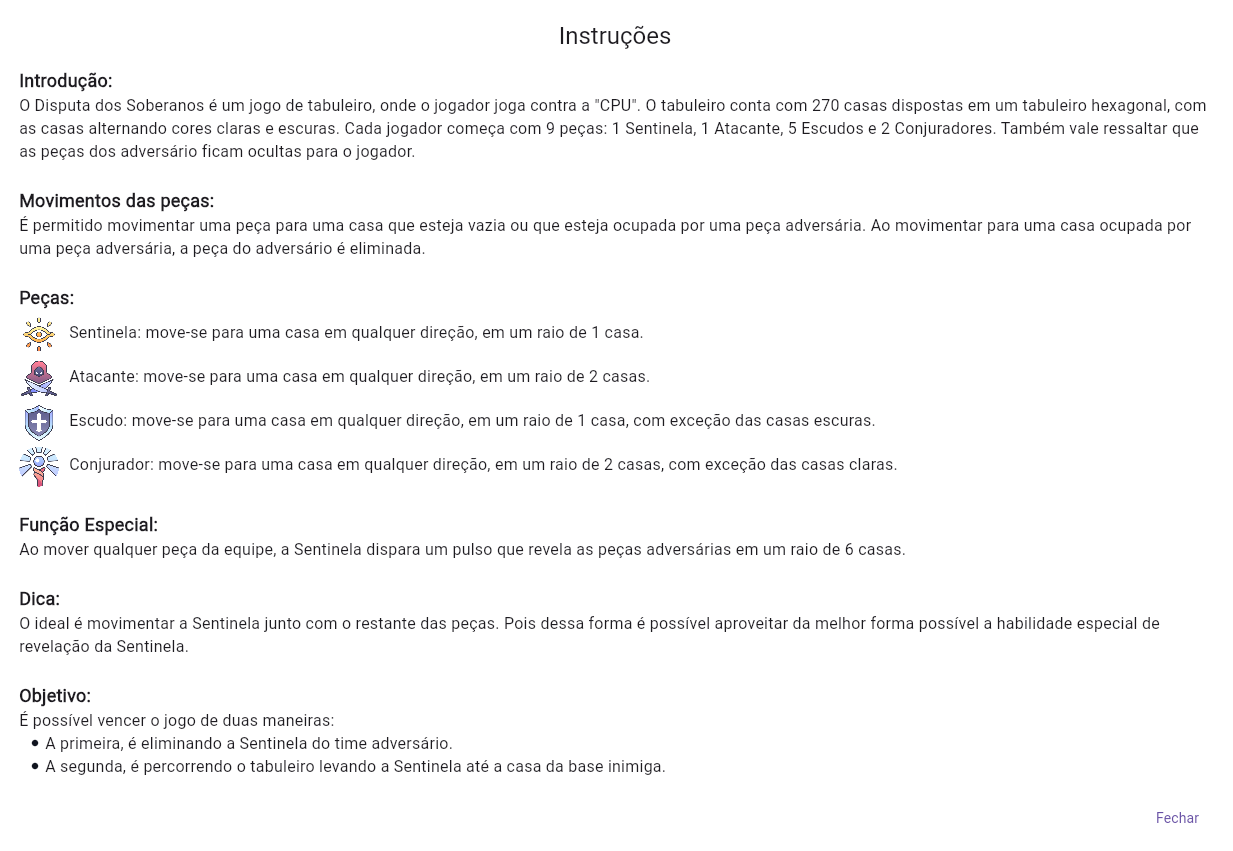 Instruções
Introdução:
O Disputa dos Soberanos é um jogo de tabuleiro, onde o jogador joga contra a "CPU". O tabuleiro conta com 270 casas dispostas em um tabuleiro hexagonal, com
as casas alternando cores claras e escuras. Cada jogador começa com 9 peças: 1 Sentinela, 1 Atacante, 5 Escudos e 2 Conjuradores. Também vale ressaltar que
as peças dos adversário ficam ocultas para o jogador.
Movimentos das peças:
É permitido movimentar uma peça para uma casa que esteja vazia ou que esteja ocupada por uma peça adversária. Ao movimentar para uma casa ocupada por
uma peça adversária, a peça do adversário é eliminada.
Peças:
Sentinela: move-se para uma casa em qualquer direção, em um raio de 1 casa.
Atacante: move-se para uma casa em qualquer direção, em um raio de 2 casas.
Escudo: move-se para uma casa em qualquer direção, em um raio de 1 casa, com exceção das casas escuras.
Conjurador: move-se para uma casa em qualquer direção, em um raio de 2 casas, com exceção das casas claras.
Função Especial:
Ao mover qualquer peça da equipe, a Sentinela dispara um pulso que revela as peças adversárias em um raio de 6 casas.
Dica:
O ideal é movimentar a Sentinela junto com o restante das peças. Pois dessa forma é possível aproveitar da melhor forma possível a habilidade especial de
revelação da Sentinela.
Objetivo:
É possível vencer o jogo de duas maneiras:
• A primeira, é eliminando a Sentinela do time adversário.
• A segunda, é percorrendo o tabuleiro levando a Sentinela até a casa da base inimiga.
Fechar